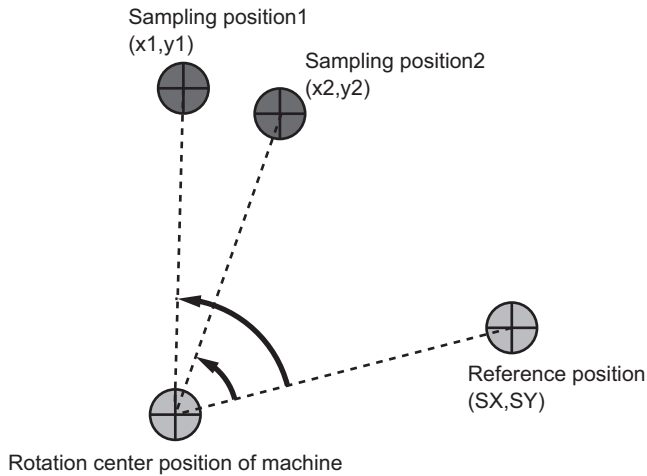 Sampling position1
(x1,y1)
Sampling position2
(x2,y2)
Reference position
(SX,SY)
Rotation center position of machine